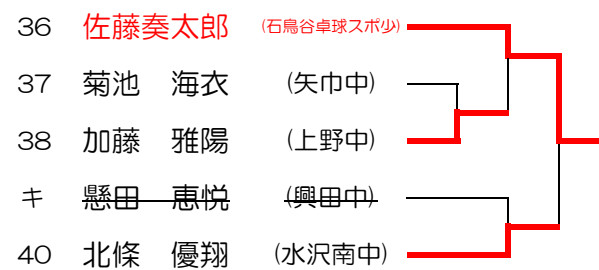 36 佐藤奏太郎 (石鳥谷卓球スポ少)
37 菊池 海衣 (矢巾中)
38 加藤 雅陽 (上野中)
キ 懸田 恵悦 (興田中)
40 北條 優翔 (水沢南中)